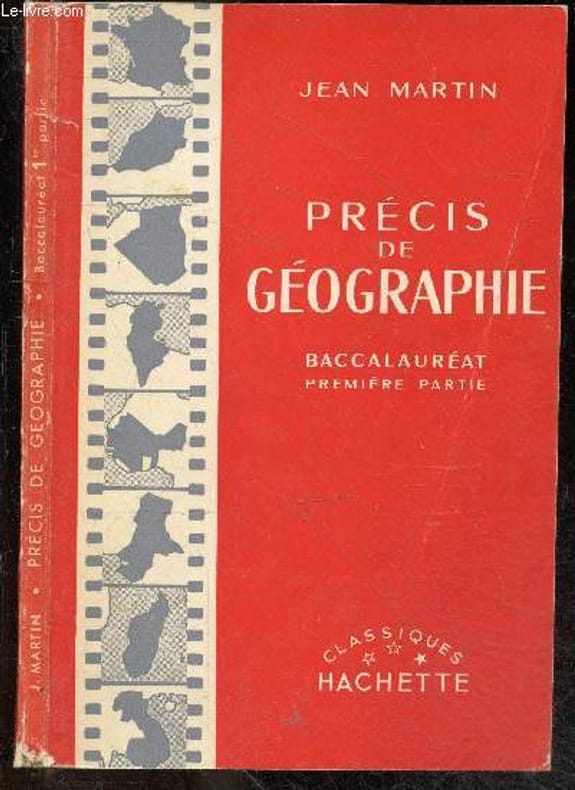 Le-livre.com
JEAN MARTIN
PRÉCIS
DE
GÉOGRAPHIE
BACCALAURÉAT
PREMIÈRE PARTIE
CLASSIQUES
HACHETTE
J. MARTIN • PRÉCIS DE GÉOGRAPHIE • Baccalauréat 1re partie